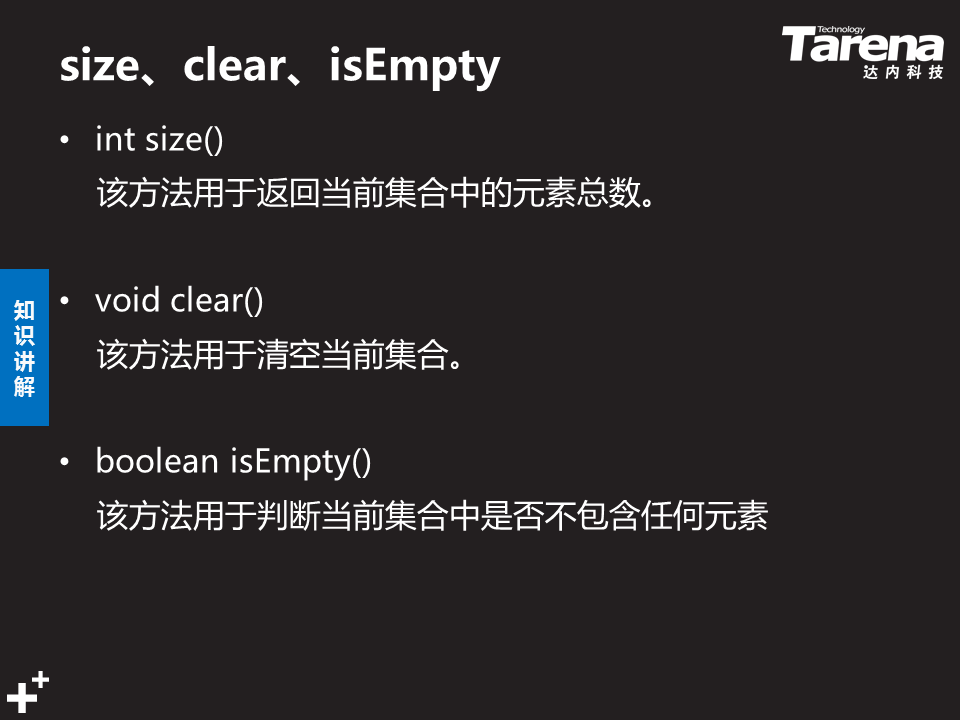 size、clear、isEmpty
Technology
Tarena
达内科技
• int size()
该方法用于返回当前集合中的元素总数。
• void clear()
该方法用于清空当前集合。
• boolean isEmpty()
该方法用于判断当前集合中是否不包含任何元素
知
识
讲
解